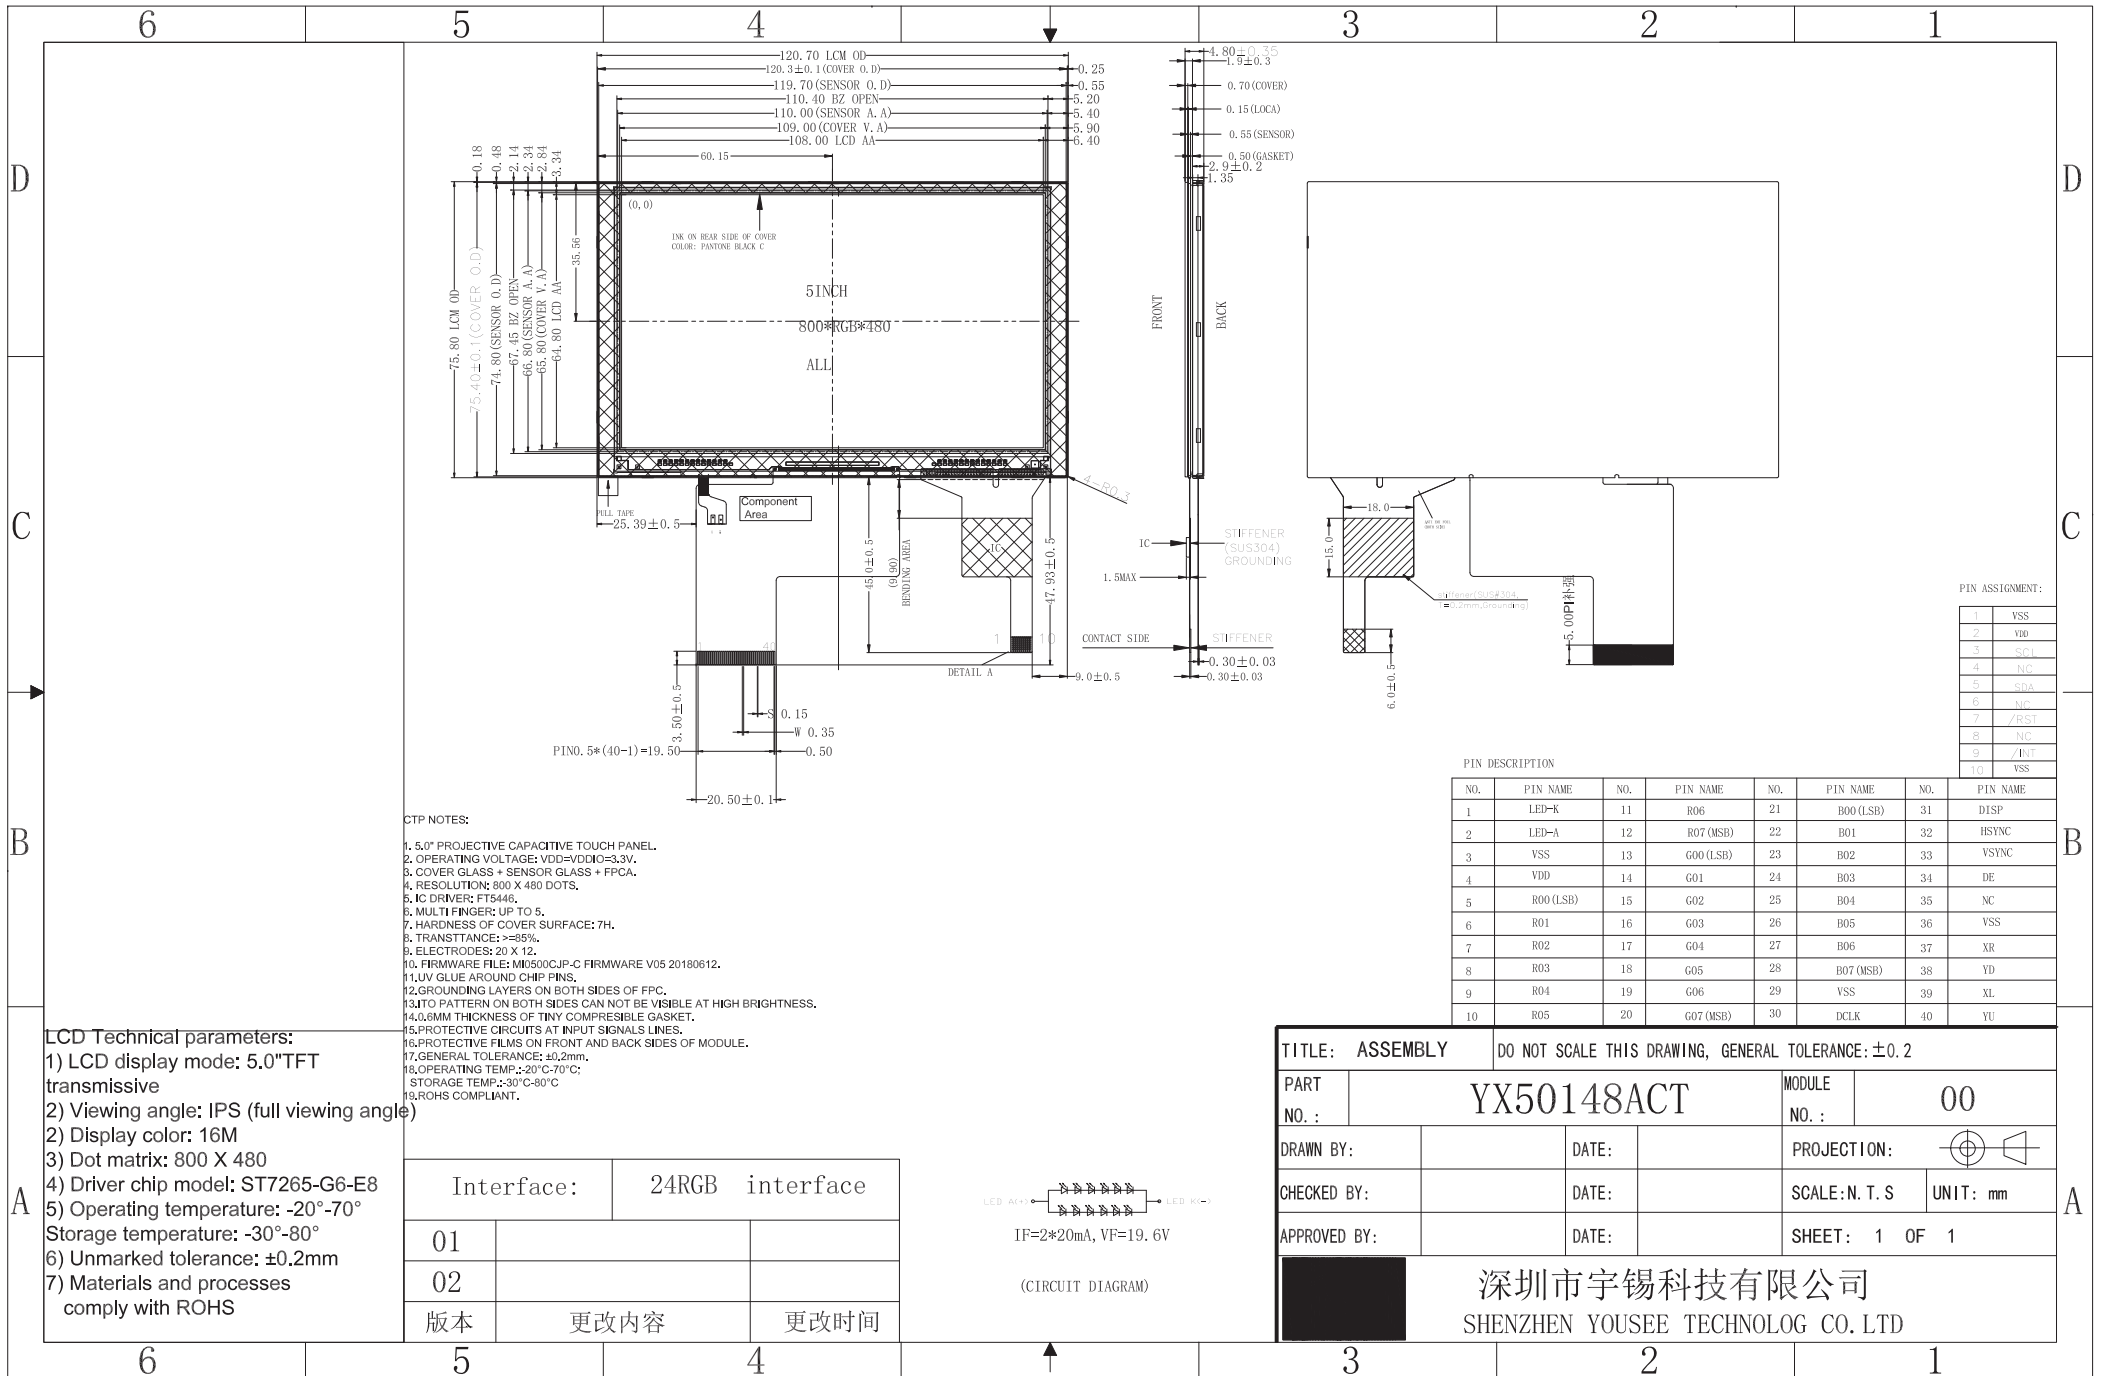 6 5 4 3 2 1
D
C
B
A
120.70 LCM OD
120.3±0.1(COVER O.D)
0.25
119.70(SENSOR O.D)
0.55
110.40 BZ OPEN
5.20
110.00(SENSOR A.A)
5.40
109.00(COVER V.A)
5.90
108.00 LCD AA
6.40
60.15
0.18
0.48
2.14
2.34
2.84
3.34
75.80 LCM OD
75.40±0.1(COVER O.D)
74.80(SENSOR O.D)
67.45 BZ OPEN
66.80(SENSOR A.A)
65.80(COVER V.A)
64.80 LCD AA
35.56
(0,0)
INK ON REAR SIDE OF COVER
COLOR: PANTONE BLACK C
5INCH
800*RGB*480
ALL
PULL TAPE
25.39±0.5
Component
Area
45.0±0.5
(9.90)
BENDING AREA
IC
47.93±0.5
4-R0.3
1 40
1 10
DETAIL A
9.0±0.5
3.50±0.5
S 0.15
W 0.35
PIN0.5*(40-1)=19.50
0.50
20.50±0.1
4.80±0.35
1.9±0.3
0.70(COVER)
0.15(LOCA)
0.55(SENSOR)
0.50(GASKET)
2.9±0.2
1.35
FRONT
BACK
IC
STIFFENER
(SUS304)
GROUNDING
1.5MAX
CONTACT SIDE
STIFFENER
0.30±0.03
0.30±0.03
18.0
15.0
stiffener(SUS#304,
T=0.2mm,Grounding)
6.0±0.5
5.00PI补强
PIN ASSIGNMENT:
1 VSS
2 VDD
3 SCL
4 NC
5 SDA
6 NC
7 /RST
8 NC
9 /INT
10 VSS
PIN DESCRIPTION
NO. PIN NAME NO. PIN NAME NO. PIN NAME NO. PIN NAME
1 LED-K 11 R06 21 B00(LSB) 31 DISP
2 LED-A 12 R07(MSB) 22 B01 32 HSYNC
3 VSS 13 G00(LSB) 23 B02 33 VSYNC
4 VDD 14 G01 24 B03 34 DE
5 R00(LSB) 15 G02 25 B04 35 NC
6 R01 16 G03 26 B05 36 VSS
7 R02 17 G04 27 B06 37 XR
8 R03 18 G05 28 B07(MSB) 38 YD
9 R04 19 G06 29 VSS 39 XL
10 R05 20 G07(MSB) 30 DCLK 40 YU
CTP NOTES:
1. 5.0" PROJECTIVE CAPACITIVE TOUCH PANEL.
2. OPERATING VOLTAGE: VDD=VDDIO=3.3V.
3. COVER GLASS + SENSOR GLASS + FPCA.
4. RESOLUTION: 800 X 480 DOTS.
5. IC DRIVER: FT5446.
6. MULTI FINGER: UP TO 5.
7. HARDNESS OF COVER SURFACE: 7H.
8. TRANSTTANCE: >=85%.
9. ELECTRODES: 20 X 12.
10. FIRMWARE FILE: MI0500CJP-C FIRMWARE V05 20180612.
11.UV GLUE AROUND CHIP PINS.
12.GROUNDING LAYERS ON BOTH SIDES OF FPC.
13.ITO PATTERN ON BOTH SIDES CAN NOT BE VISIBLE AT HIGH BRIGHTNESS.
14.0.6MM THICKNESS OF TINY COMPRESIBLE GASKET.
15.PROTECTIVE CIRCUITS AT INPUT SIGNALS LINES.
16.PROTECTIVE FILMS ON FRONT AND BACK SIDES OF MODULE.
17.GENERAL TOLERANCE: ±0.2mm.
18.OPERATING TEMP.:-20°C-70°C;
STORAGE TEMP.:-30°C-80°C
19.ROHS COMPLIANT.
LCD Technical parameters:
1) LCD display mode: 5.0"TFT
transmissive
2) Viewing angle: IPS (full viewing angle)
2) Display color: 16M
3) Dot matrix: 800 X 480
4) Driver chip model: ST7265-G6-E8
5) Operating temperature: -20°-70°
Storage temperature: -30°-80°
6) Unmarked tolerance: ±0.2mm
7) Materials and processes
comply with ROHS
Interface: 24RGB interface
01
02
版本 更改内容 更改时间
LED A(+) LED K(-)
IF=2*20mA, VF=19.6V
(CIRCUIT DIAGRAM)
TITLE: ASSEMBLY DO NOT SCALE THIS DRAWING, GENERAL TOLERANCE:±0.2
PART NO.: YX50148ACT MODULE NO.: 00
DRAWN BY: DATE: PROJECTION:
CHECKED BY: DATE: SCALE:N.T.S UNIT: mm
APPROVED BY: DATE: SHEET: 1 OF 1
深圳市宇锡科技有限公司
SHENZHEN YOUSEE TECHNOLOG CO.LTD
D
C
B
A
6 5 4 3 2 1